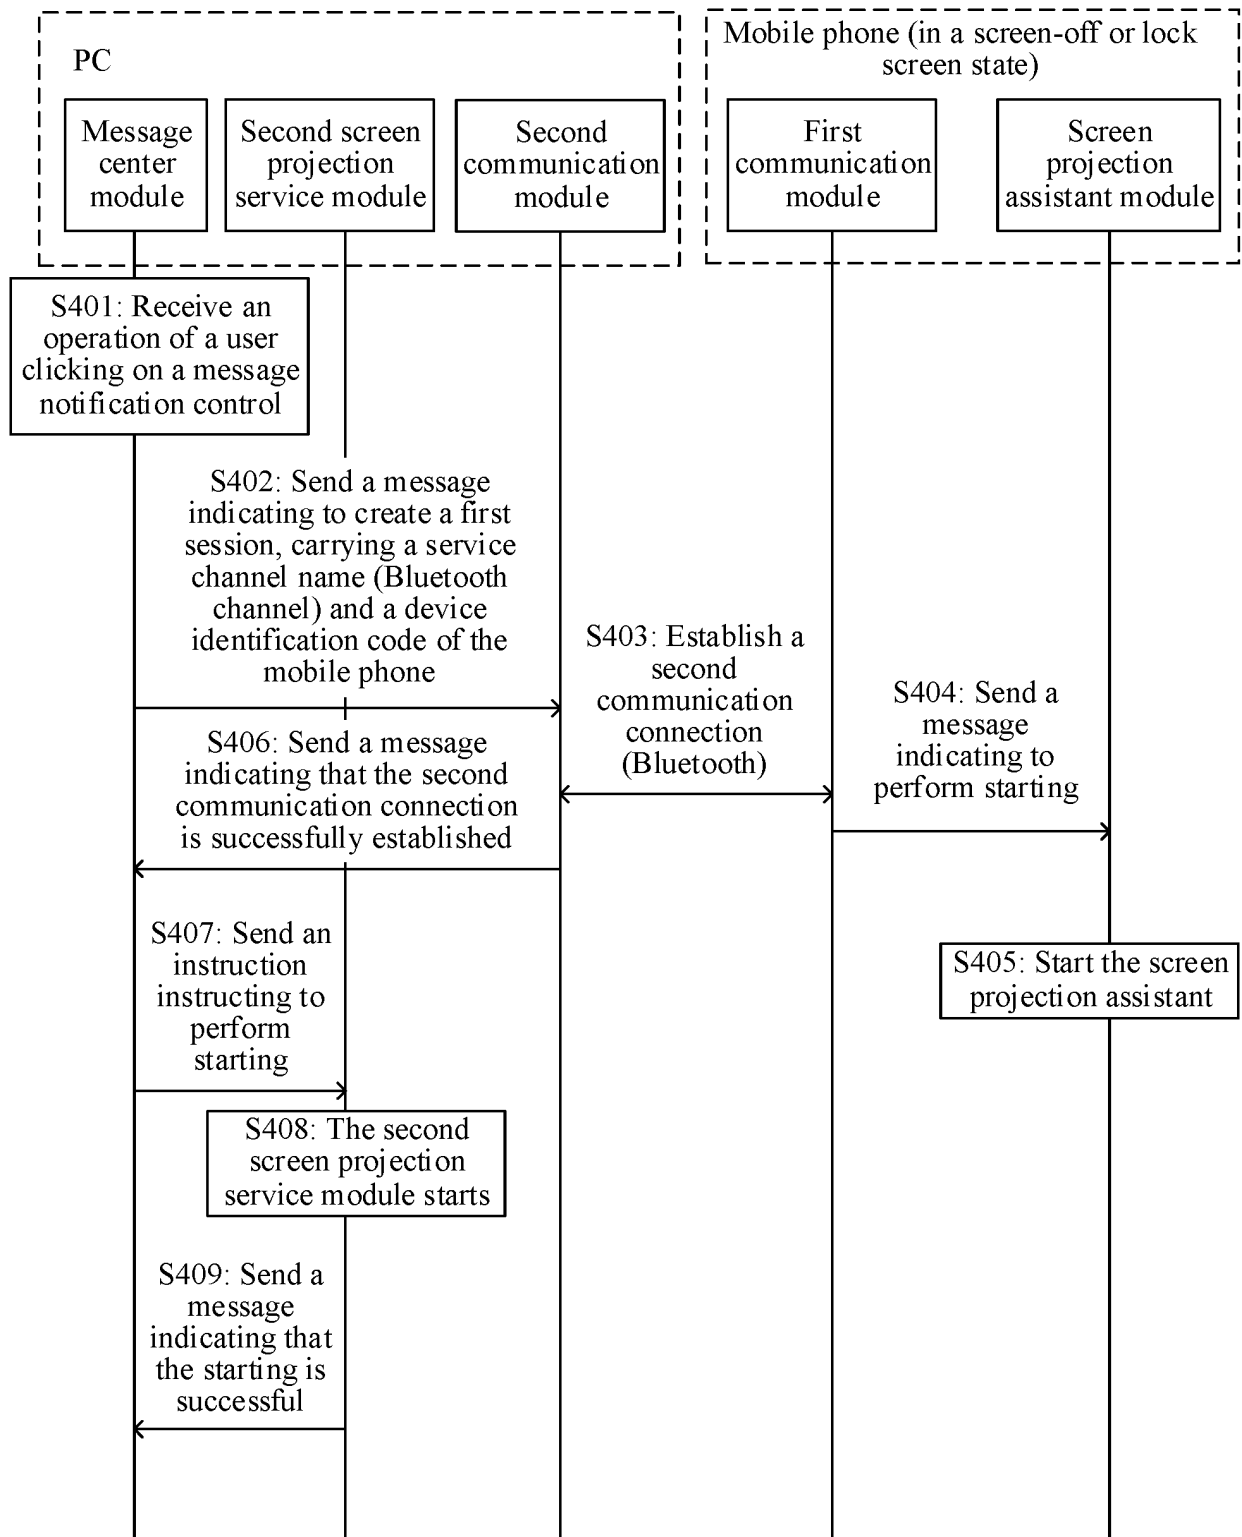 PC
Mobile phone (in a screen-off or lock
screen state)
Message
center
module
Second screen
projection
service module
Second
communication
module
First
communication
module
Screen
projection
assistant module
S401: Receive an
operation of a user
clicking on a message
notification control
S402: Send a message
indicating to create a first
session, carrying a service
channel name (Bluetooth
channel) and a device
identification code of the
mobile phone
S403: Establish a
second
communication
connection
(Bluetooth)
S404: Send a
message
indicating to
perform starting
S406: Send a message
indicating that the second
communication connection
is successfully established
S407: Send an
instruction
instructing to
perform
starting
S405: Start the screen
projection assistant
S408: The second
screen projection
service module starts
S409: Send a
message
indicating that
the starting is
successful